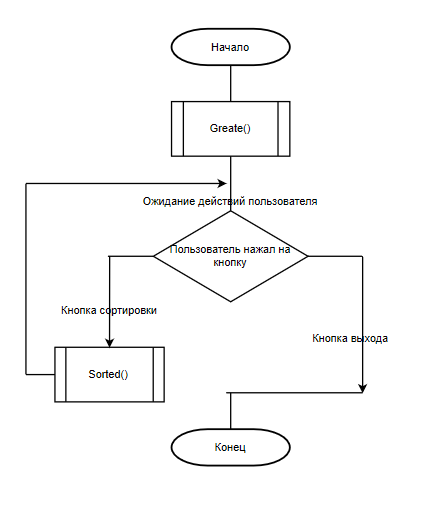 Начало
Greate()
Ожидание действий пользователя
Пользователь нажал на
кнопку
Кнопка сортировки
Кнопка выхода
Sorted()
Конец